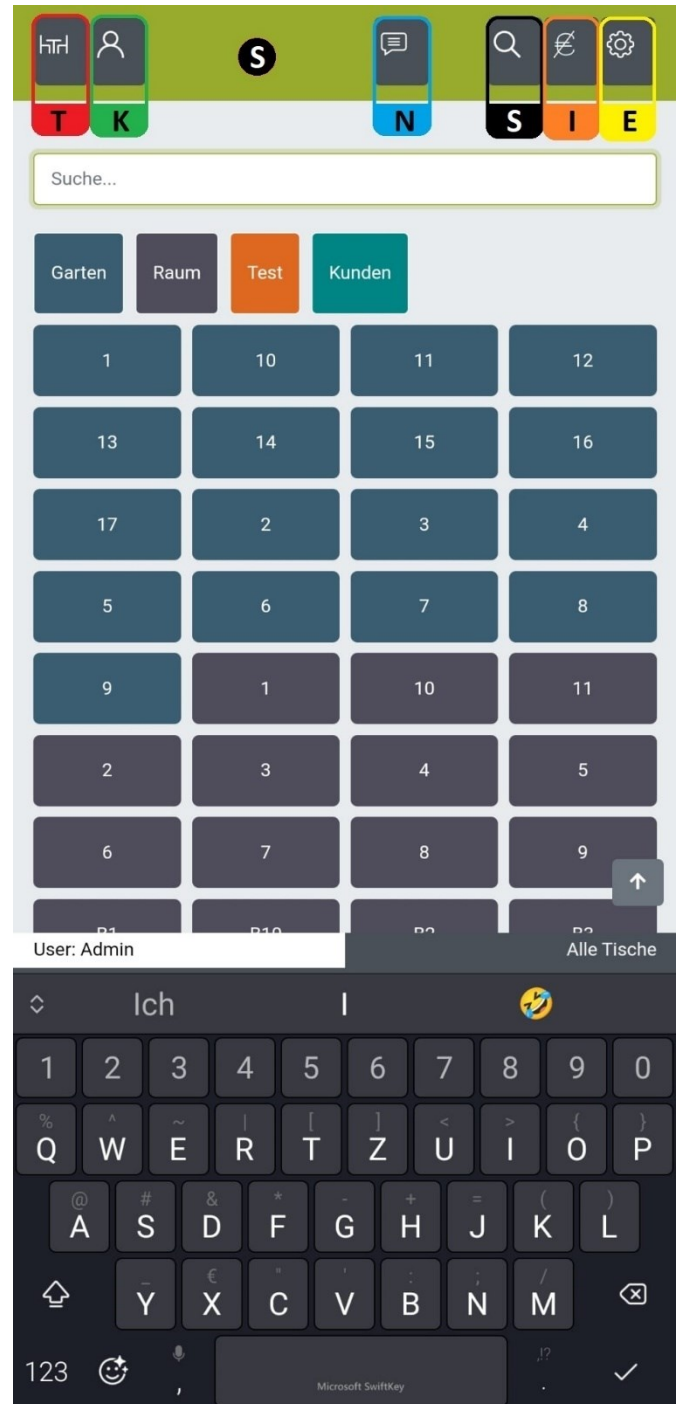 S
T K N S I E
Suche...
Garten Raum Test Kunden
1 10 11 12
13 14 15 16
17 2 3 4
5 6 7 8
9 1 10 11
2 3 4 5
6 7 8 9
User: Admin Alle Tische
Ich I
1 2 3 4 5 6 7 8 9 0
% ^ ~ | [ ] < > { }
Q W E R T Z U I O P
@ # & * - + = ( )
A S D F G H J K L
_ € " ' : ; /
Y X C V B N M
,!?
123 , Microsoft SwiftKey .